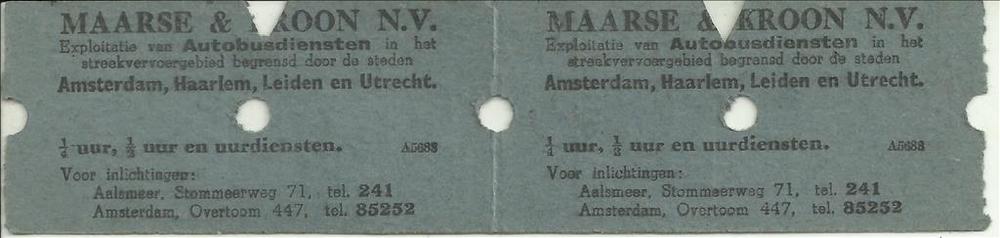 MAARSE & KROON N.V.
Exploitatie van Autobusdiensten in het
streekvervoergebied begrensd door de steden
Amsterdam, Haarlem, Leiden en Utrecht.
¼ uur, ½ uur en uurdiensten. A5688
Voor inlichtingen:
Aalsmeer, Stommeerweg 71, tel. 241
Amsterdam, Overtoom 447, tel. 85252
MAARSE & KROON N.V.
Exploitatie van Autobusdiensten in het
streekvervoergebied begrensd door de steden
Amsterdam, Haarlem, Leiden en Utrecht.
¼ uur, ½ uur en uurdiensten. A5688
Voor inlichtingen:
Aalsmeer, Stommeerweg 71, tel. 241
Amsterdam, Overtoom 447, tel. 85252